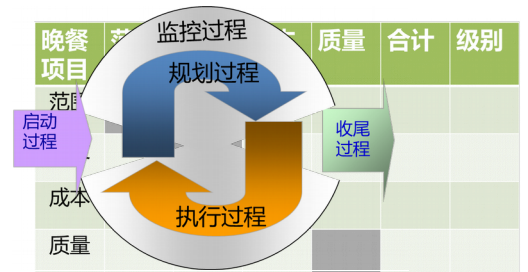 晚餐 质量 合计 级别
项目
监控过程
规划过程
启动
过程
收尾
过程
成本
执行过程
质量